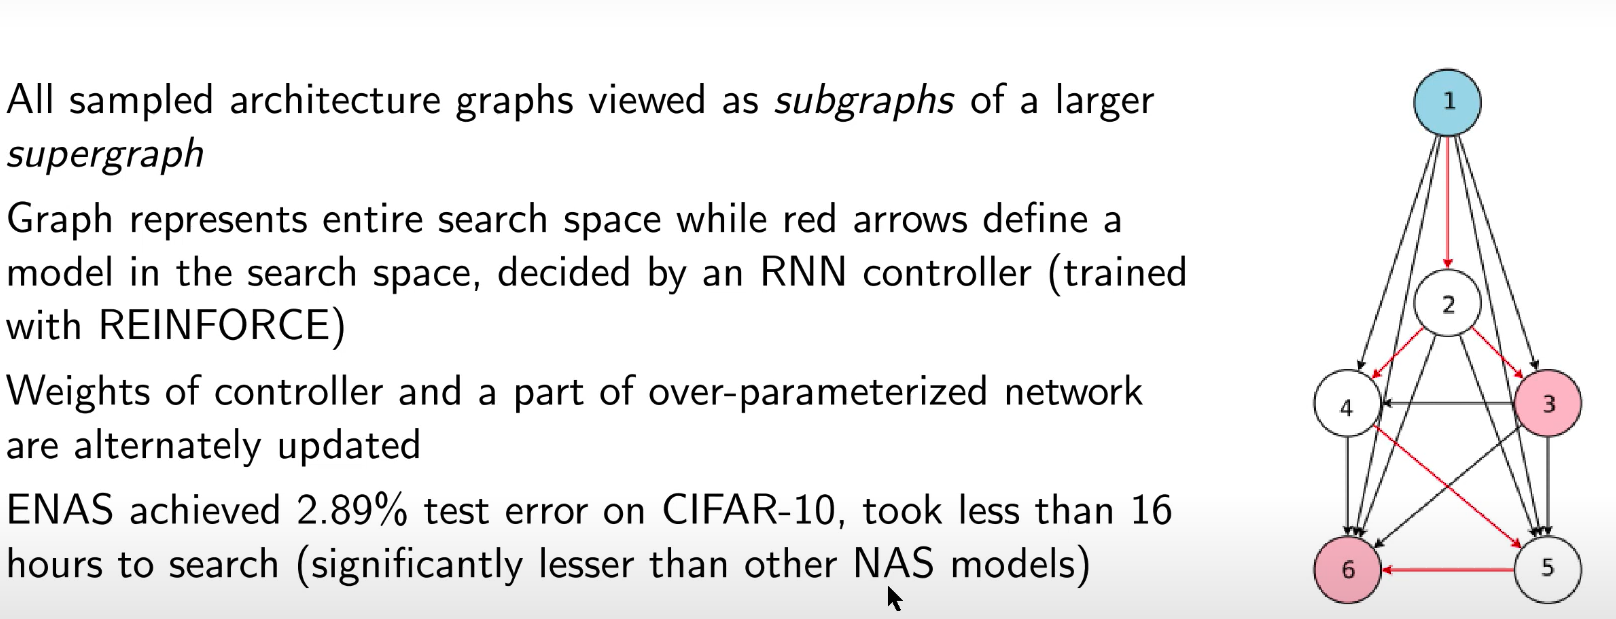 All sampled architecture graphs viewed as subgraphs of a larger
supergraph
Graph represents entire search space while red arrows define a
model in the search space, decided by an RNN controller (trained
with REINFORCE)
Weights of controller and a part of over-parameterized network
are alternately updated
ENAS achieved 2.89% test error on CIFAR-10, took less than 16
hours to search (significantly lesser than other NAS models)
1
2
4
3
6
5